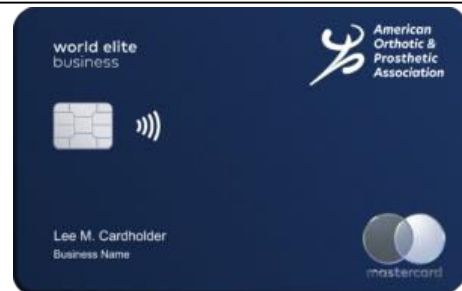 world elite
business
American
Orthotic &
Prosthetic
Association
Lee M. Cardholder
Business Name
mastercard